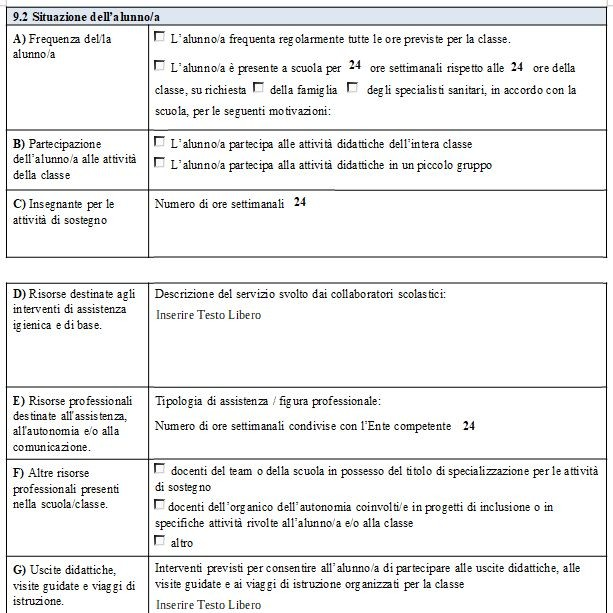 9.2 Situazione dell'alunno/a
A) Frequenza del/la
alunno/a
L'alunno/a frequenta regolarmente tutte le ore previste per la classe.
L'alunno/a è presente a scuola per 24 ore settimanali rispetto alle 24 ore della
classe, su richiesta della famiglia degli specialisti sanitari, in accordo con la
scuola, per le seguenti motivazioni:
B) Partecipazione
dell'alunno/a alle attività
della classe
L'alunno/a partecipa alle attività didattiche dell'intera classe
L'alunno/a partecipa alla attività didattiche in un piccolo gruppo
C) Insegnante per le
attività di sostegno
Numero di ore settimanali 24
D) Risorse destinate agli
interventi di assistenza
igienica e di base.
Descrizione del servizio svolto dai collaboratori scolastici:
Inserire Testo Libero
E) Risorse professionali
destinate all'assistenza,
all'autonomia e/o alla
comunicazione.
Tipologia di assistenza / figura professionale:
Numero di ore settimanali condivise con l'Ente competente 24
F) Altre risorse
professionali presenti
nella scuola/classe.
docenti del team o della scuola in possesso del titolo di specializzazione per le attività
di sostegno
docenti dell'organico dell'autonomia coinvolti/e in progetti di inclusione o in
specifiche attività rivolte all'alunno/a e/o alla classe
altro
G) Uscite didattiche,
visite guidate e viaggi di
istruzione.
Interventi previsti per consentire all'alunno/a di partecipare alle uscite didattiche, alle
visite guidate e ai viaggi di istruzione organizzati per la classe
Inserire Testo Libero